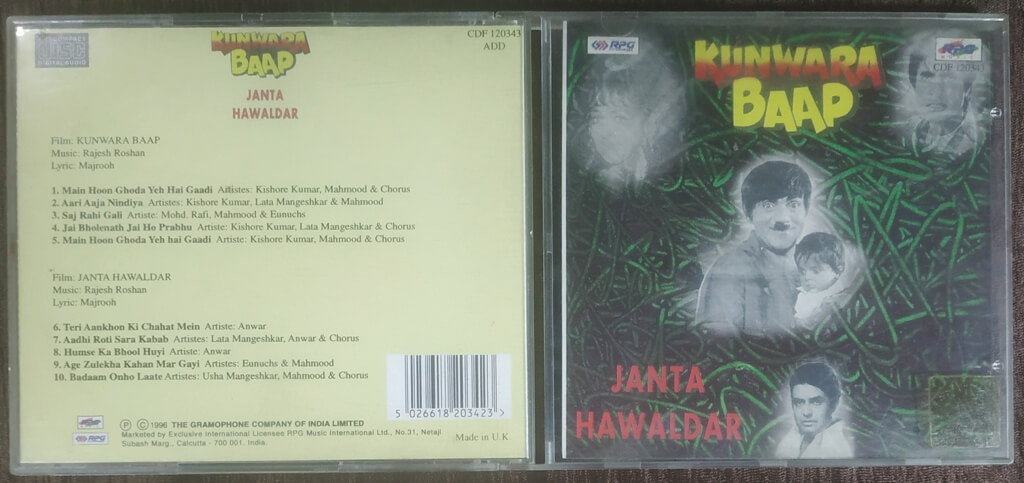 COMPACT
disc
DIGITAL AUDIO
KUNWARA
BAAP
CDF 120343
ADD
JANTA
HAWALDAR
Film: KUNWARA BAAP
Music: Rajesh Roshan
Lyric: Majrooh
1. Main Hoon Ghoda Yeh Hai Gaadi Artistes: Kishore Kumar, Mahmood & Chorus
2. Aari Aaja Nindiya Artistes: Kishore Kumar, Lata Mangeshkar & Mahmood
3. Saj Rahi Gali Artiste: Mohd. Rafi, Mahmood & Eunuchs
4. Jai Bholenath Jai Ho Prabhu Artiste: Kishore Kumar, Lata Mangeshkar & Chorus
5. Main Hoon Ghoda Yeh hai Gaadi Artiste: Kishore Kumar, Mahmood & Chorus
Film: JANTA HAWALDAR
Music: Rajesh Roshan
Lyric: Majrooh
6. Teri Aankhon Ki Chahat Mein Artiste: Anwar
7. Aadhi Roti Sara Kabab Artistes: Lata Mangeshkar, Anwar & Chorus
8. Humse Ka Bhool Huyi Artiste: Anwar
9. Age Zulekha Kahan Mar Gayi Artistes: Eunuchs & Mahmood
10. Badaam Onho Laate Artistes: Usha Mangeshkar, Mahmood & Chorus
5 026618 203423 >
RPG
P C 1996 THE GRAMOPHONE COMPANY OF INDIA LIMITED
Marketed by Exclusive International Licenses RPG Music International Ltd., No.31, Netaji
Subash Marg., Calcutta - 700 001. India.
Made in U.K.
RPG
RPG
CDF 120343
KUNWARA
BAAP
JANTA
HAWALDAR